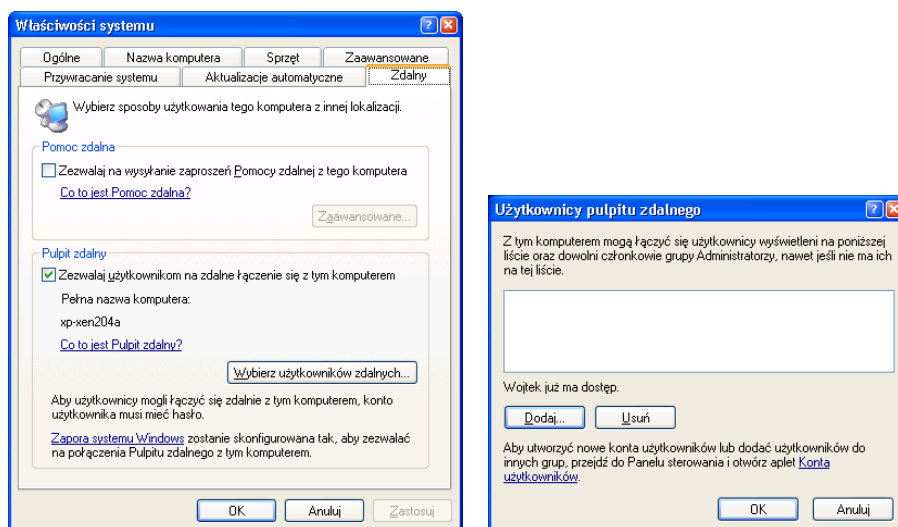 Właściwości systemu
Ogólne
Nazwa komputera
Sprzęt
Zaawansowane
Przywracanie systemu
Aktualizacje automatyczne
Zdalny
Wybierz sposoby użytkowania tego komputera z innej lokalizacji.
Pomoc zdalna
Zezwalaj na wysyłanie zaproszeń Pomocy zdalnej z tego komputera
Co to jest Pomoc zdalna?
Zaawansowane...
Pulpit zdalny
Zezwalaj użytkownikom na zdalne łączenie się z tym komputerem
Pełna nazwa komputera:
xp-xen204a
Co to jest Pulpit zdalny?
Wybierz użytkowników zdalnych...
Aby użytkownicy mogli łączyć się zdalnie z tym komputerem, konto
użytkownika musi mieć hasło.
Zapora systemu Windows zostanie skonfigurowana tak, aby zezwalać
na połączenia Pulpitu zdalnego z tym komputerem.
OK
Anuluj
Zastosuj
Użytkownicy pulpitu zdalnego
Z tym komputerem mogą łączyć się użytkownicy wyświetleni na poniższej
liście oraz dowolni członkowie grupy Administratorzy, nawet jeśli nie ma ich
na tej liście.
Wojtek już ma dostęp.
Dodaj...
Usuń
Aby utworzyć nowe konta użytkowników lub dodać użytkowników do
innych grup, przejdź do Panelu sterowania i otwórz aplet Konta
użytkowników.
OK
Anuluj